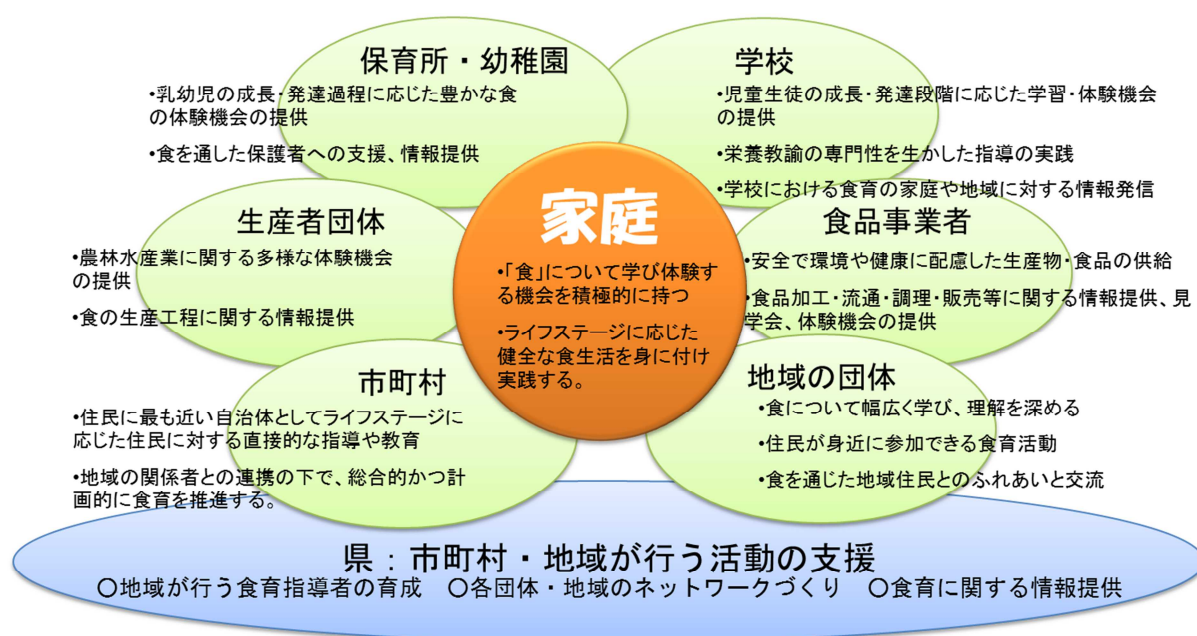 保育所・幼稚園
・乳幼児の成長・発達過程に応じた豊かな食
の体験機会の提供
・食を通した保護者への支援、情報提供
学校
・児童生徒の成長・発達段階に応じた学習・体験機会
の提供
・栄養教諭の専門性を生かした指導の実践
・学校における食育の家庭や地域に対する情報発信
生産者団体
・農林水産業に関する多様な体験機会
の提供
・食の生産工程に関する情報提供
家庭
・「食」について学び体験す
る機会を積極的に持つ
・ライフステージに応じた
健全な食生活を身に付け
実践する。
食品事業者
・安全で環境や健康に配慮した生産物・食品の供給
・食品加工・流通・調理・販売等に関する情報提供、見
学会、体験機会の提供
市町村
・住民に最も近い自治体としてライフステージに
応じた住民に対する直接的な指導や教育
・地域の関係者との連携の下で、総合的かつ計
画的に食育を推進する。
地域の団体
・食について幅広く学び、理解を深める
・住民が身近に参加できる食育活動
・食を通じた地域住民とのふれあいと交流
県：市町村・地域が行う活動の支援
〇地域が行う食育指導者の育成　〇各団体・地域のネットワークづくり　〇食育に関する情報提供